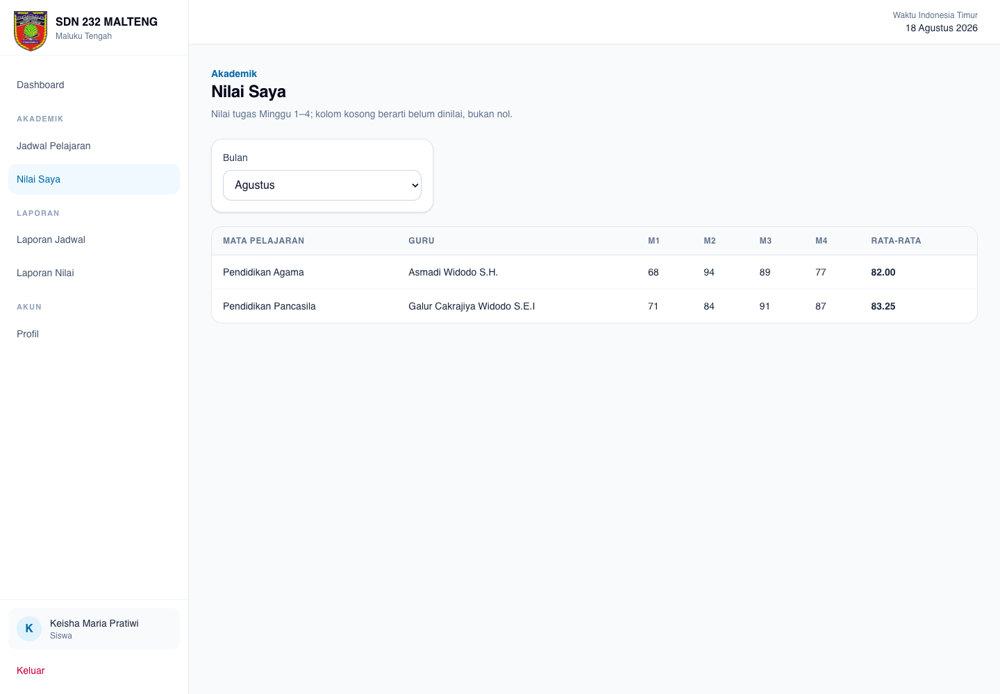 SDN 232 MALTENG
Maluku Tengah
Dashboard
AKADEMIK
Jadwal Pelajaran
Nilai Saya
LAPORAN
Laporan Jadwal
Laporan Nilai
AKUN
Profil
K
Keisha Maria Pratiwi
Siswa
Keluar
Waktu Indonesia Timur
18 Agustus 2026
Akademik
Nilai Saya
Nilai tugas Minggu 1–4; kolom kosong berarti belum dinilai, bukan nol.
Bulan
Agustus
MATA PELAJARAN GURU M1 M2 M3 M4 RATA-RATA
Pendidikan Agama Asmadi Widodo S.H. 68 94 89 77 82.00
Pendidikan Pancasila Galur Cakrajiya Widodo S.E.I 71 84 91 87 83.25